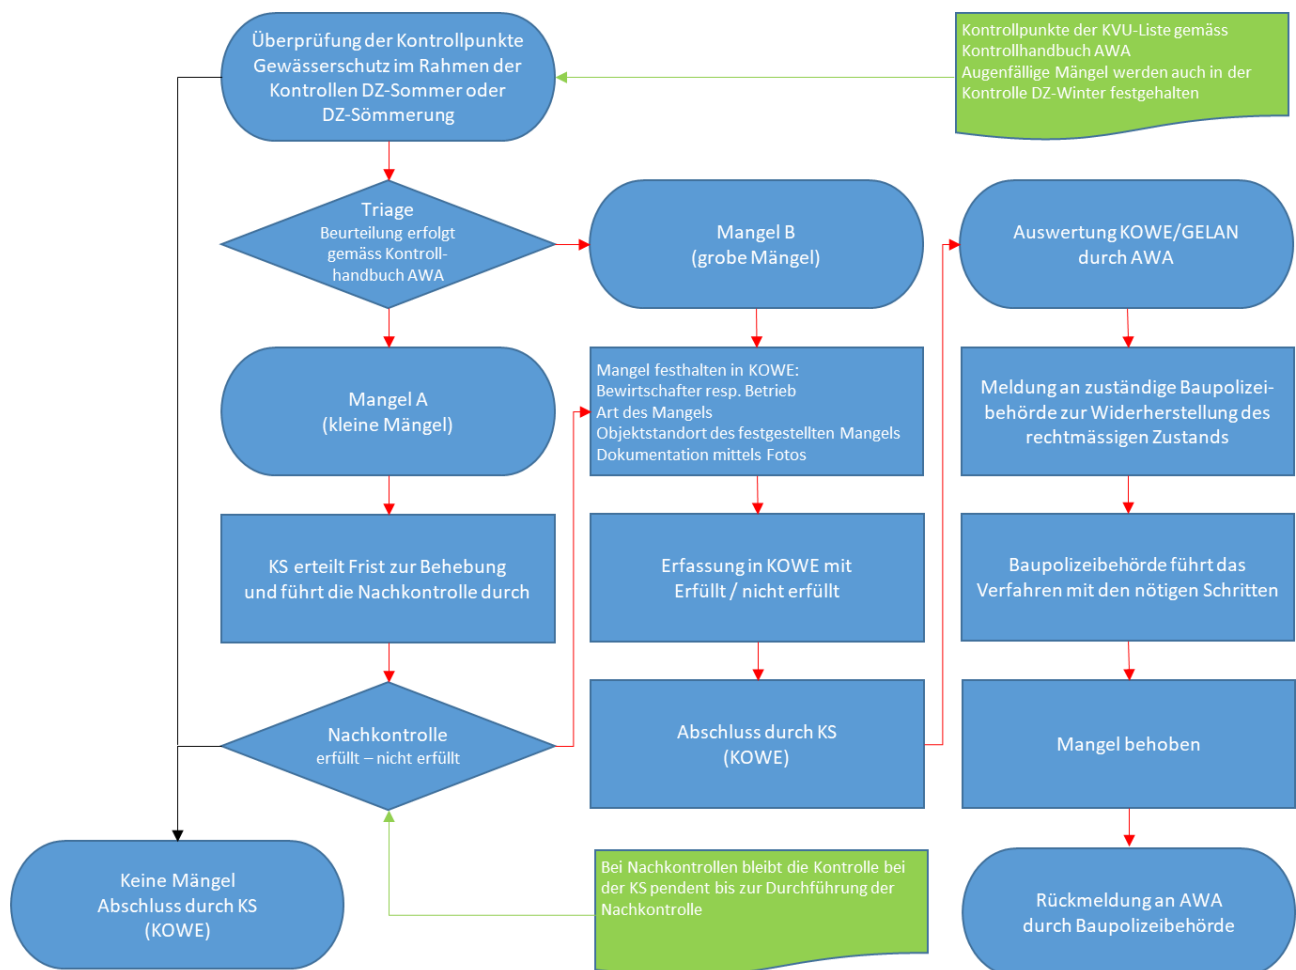 Überprüfung der Kontrollpunkte
Gewässerschutz im Rahmen der
Kontrollen DZ-Sommer oder
DZ-Sömmerung
Kontrollpunkte der KVU-Liste gemäss
Kontrollhandbuch AWA
Augenfällige Mängel werden auch in der
Kontrolle DZ-Winter festgehalten
Triage
Beurteilung erfolgt
gemäss Kontroll-
handbuch AWA
Mangel B
(grobe Mängel)
Auswertung KOWE/GELAN
durch AWA
Mangel A
(kleine Mängel)
Mangel festhalten in KOWE:
Bewirtschafter resp. Betrieb
Art des Mangels
Objektstandort des festgestellten Mangels
Dokumentation mittels Fotos
Meldung an zuständige Baupolizei-
behörde zur Widerherstellung des
rechtmässigen Zustands
KS erteilt Frist zur Behebung
und führt die Nachkontrolle durch
Erfassung in KOWE mit
Erfüllt / nicht erfüllt
Baupolizeibehörde führt das
Verfahren mit den nötigen Schritten
Nachkontrolle
erfüllt – nicht erfüllt
Abschluss durch KS
(KOWE)
Mangel behoben
Keine Mängel
Abschluss durch KS
(KOWE)
Bei Nachkontrollen bleibt die Kontrolle bei
der KS pendent bis zur Durchführung der
Nachkontrolle
Rückmeldung an AWA
durch Baupolizeibehörde